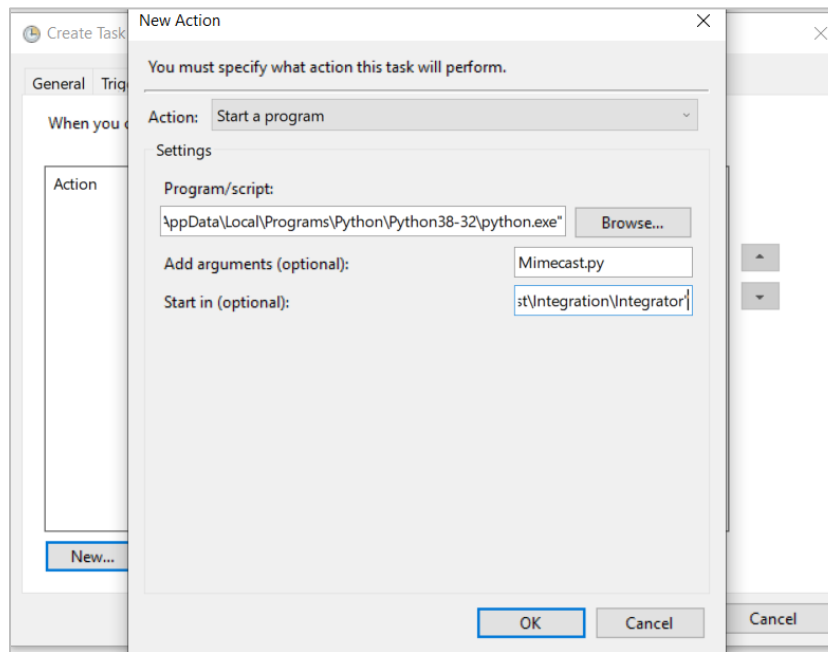 New Action
Create Task
General Trig
When you
Action
New...
Cancel
You must specify what action this task will perform.
Action: Start a program
Settings
Program/script:
AppData\Local\Programs\Python\Python38-32\python.exe" Browse...
Add arguments (optional): Mimecast.py
Start in (optional): st\Integration\Integrator"
OK Cancel